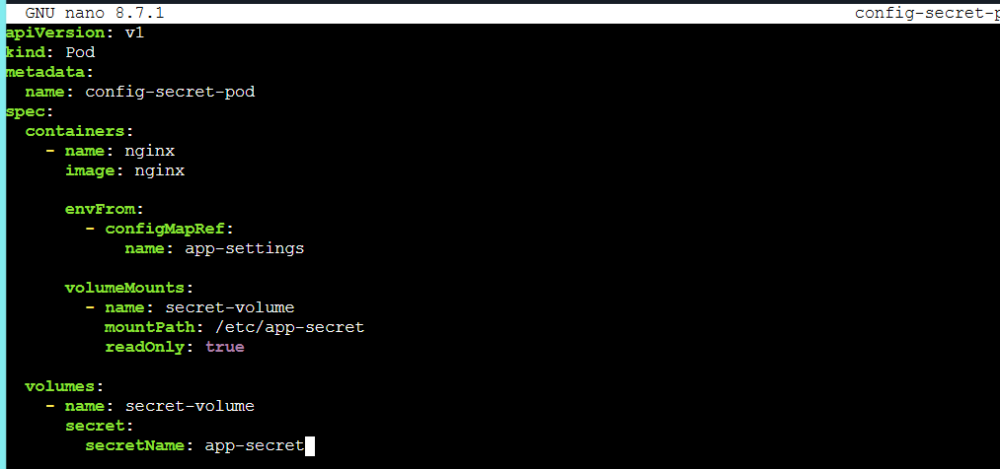 GNU nano 8.7.1 config-secret-p
apiVersion: v1
kind: Pod
metadata:
  name: config-secret-pod
spec:
  containers:
    - name: nginx
      image: nginx

      envFrom:
        - configMapRef:
            name: app-settings

      volumeMounts:
        - name: secret-volume
          mountPath: /etc/app-secret
          readOnly: true

  volumes:
    - name: secret-volume
      secret:
        secretName: app-secret